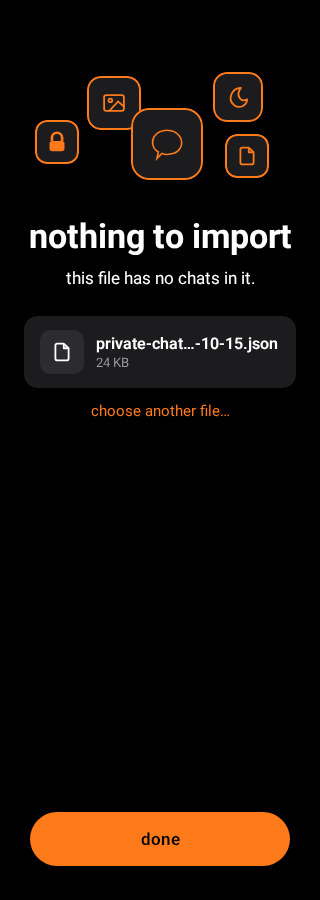 nothing to import
this file has no chats in it.
private-chat…-10-15.json
24 KB
choose another file…
done